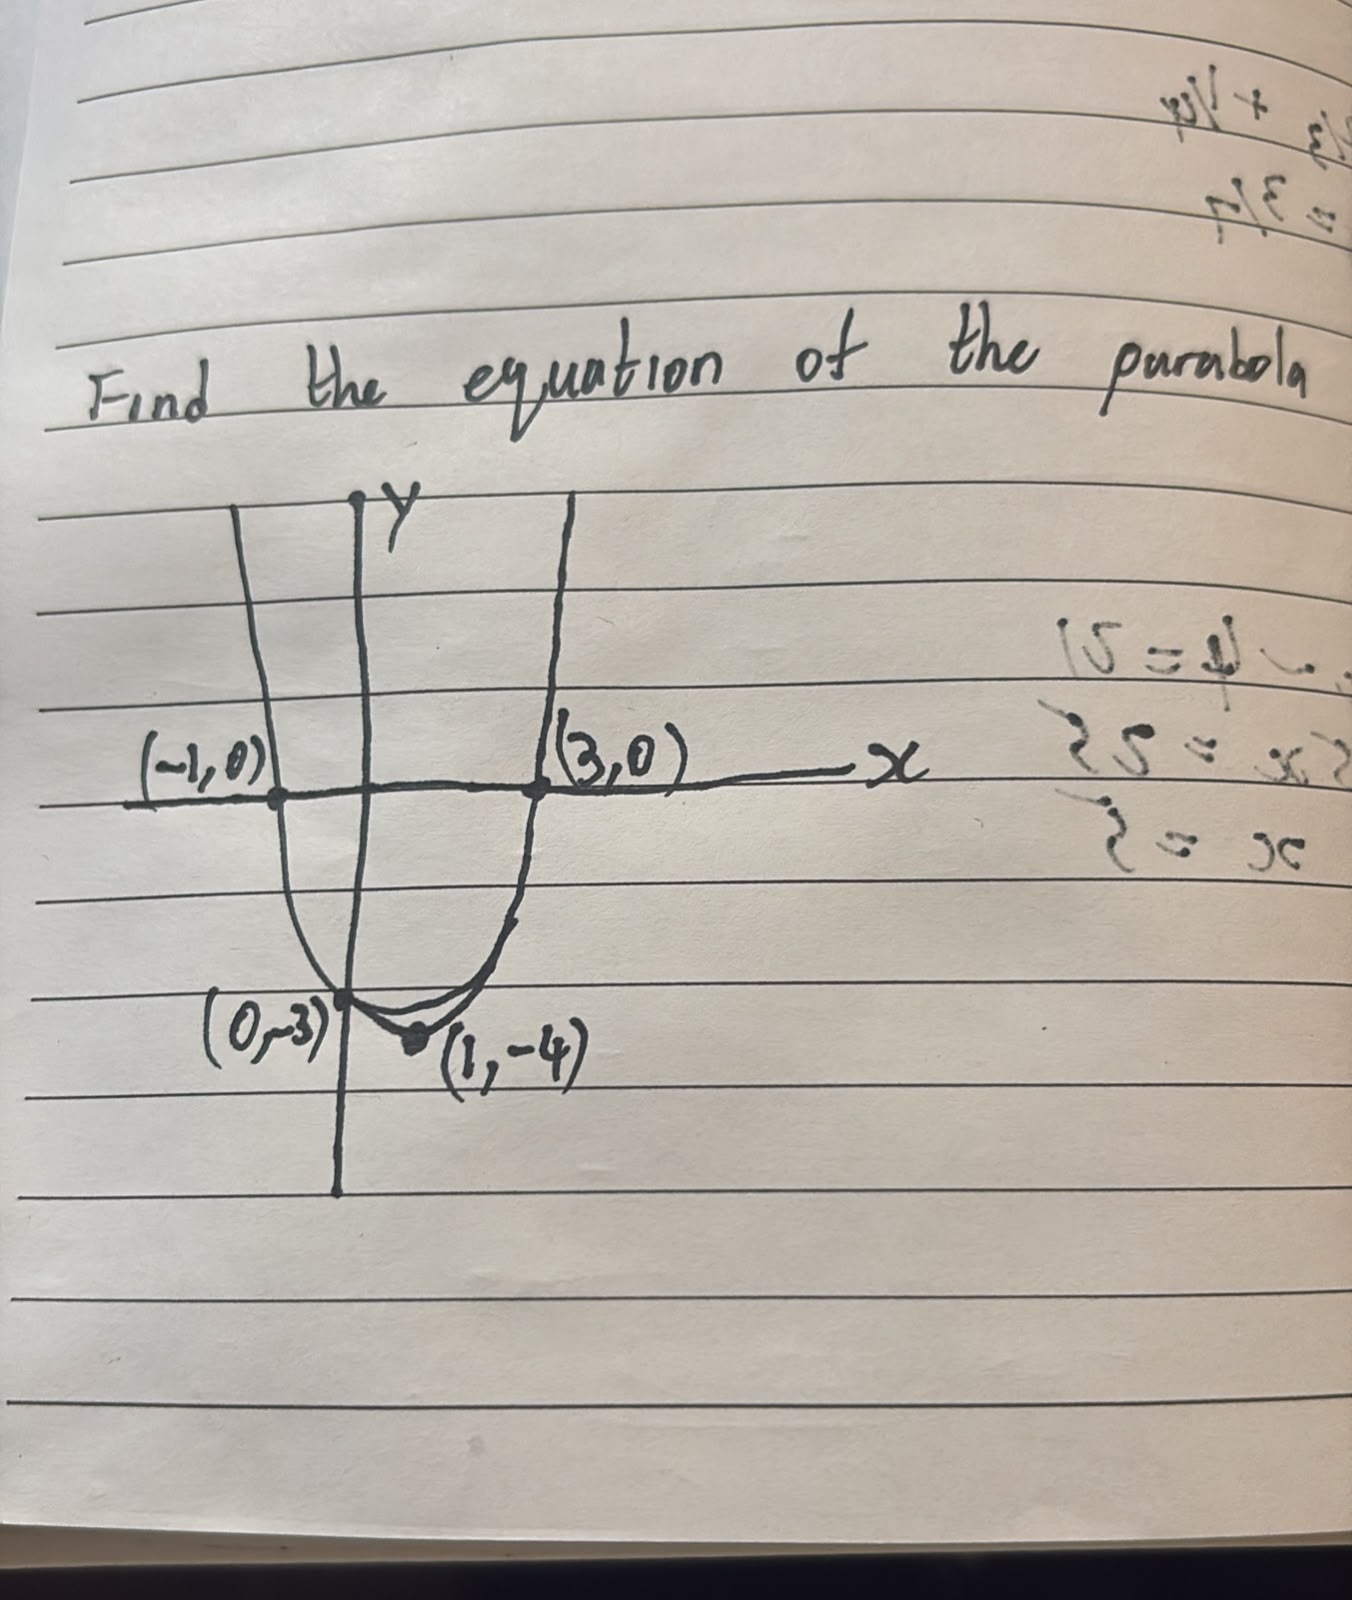 Find the equation of the parabola
y
(-1, 0)
(3, 0)
x
(0, -3)
(1, -4)